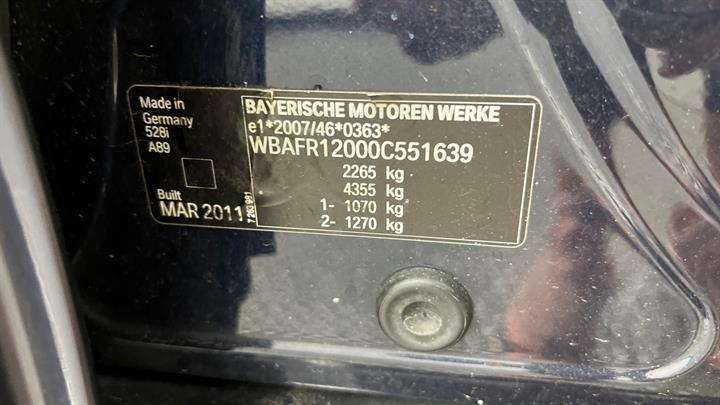 Made in
Germany
528i
A89
Built
MAR 2011
BAYERISCHE MOTOREN WERKE
e1*2007/46*0363*
WBAFR12000C551639
2265 kg
4355 kg
1- 1070 kg
2- 1270 kg